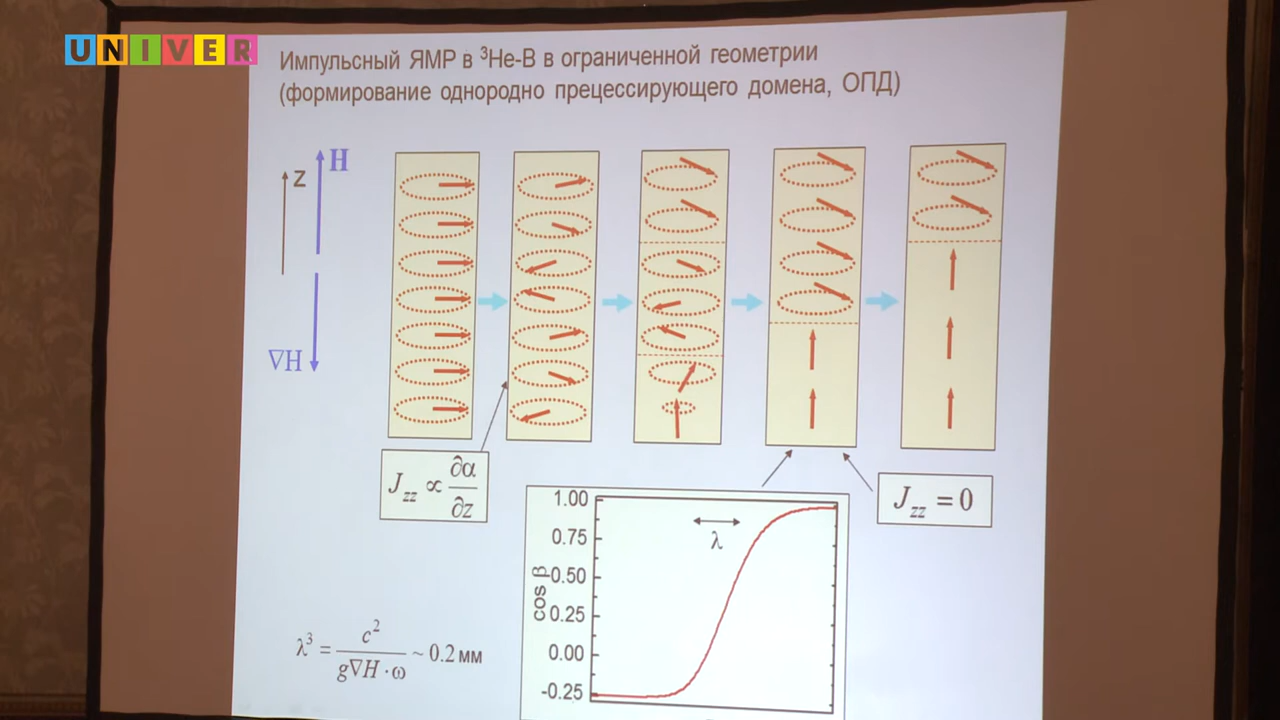 UNIVER
Импульсный ЯМР в ³He-B в ограниченной геометрии
(формирование однородно прецессирующего домена, ОПД)
H
z
∇H
J_zz ∝ ∂α/∂z
J_zz = 0
1.00
0.75
0.50
0.25
0.00
-0.25
cos β
λ
λ³ = c²/(g∇H·ω) ~ 0.2 мм